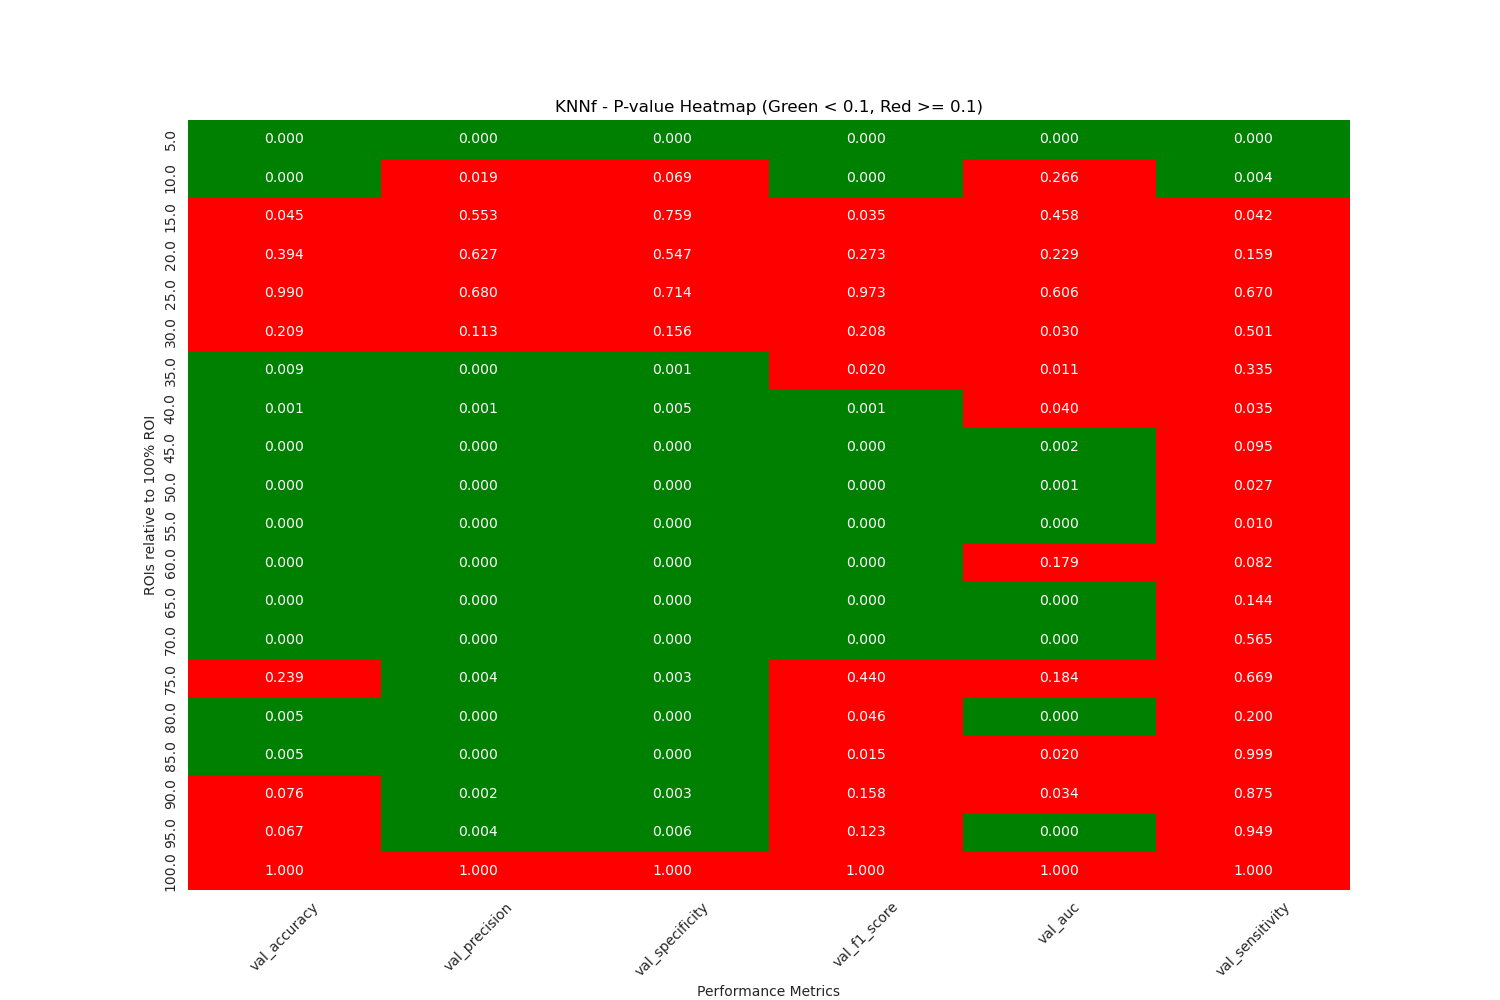 KNNf - P-value Heatmap (Green < 0.1, Red >= 0.1)
ROIs relative to 100% ROI
5.0 0.000 0.000 0.000 0.000 0.000 0.000
10.0 0.000 0.019 0.069 0.000 0.266 0.004
15.0 0.045 0.553 0.759 0.035 0.458 0.042
20.0 0.394 0.627 0.547 0.273 0.229 0.159
25.0 0.990 0.680 0.714 0.973 0.606 0.670
30.0 0.209 0.113 0.156 0.208 0.030 0.501
35.0 0.009 0.000 0.001 0.020 0.011 0.335
40.0 0.001 0.001 0.005 0.001 0.040 0.035
45.0 0.000 0.000 0.000 0.000 0.002 0.095
50.0 0.000 0.000 0.000 0.000 0.001 0.027
55.0 0.000 0.000 0.000 0.000 0.000 0.010
60.0 0.000 0.000 0.000 0.000 0.179 0.082
65.0 0.000 0.000 0.000 0.000 0.000 0.144
70.0 0.000 0.000 0.000 0.000 0.000 0.565
75.0 0.239 0.004 0.003 0.440 0.184 0.669
80.0 0.005 0.000 0.000 0.046 0.000 0.200
85.0 0.005 0.000 0.000 0.015 0.020 0.999
90.0 0.076 0.002 0.003 0.158 0.034 0.875
95.0 0.067 0.004 0.006 0.123 0.000 0.949
100.0 1.000 1.000 1.000 1.000 1.000 1.000
val_accuracy val_precision val_specificity val_f1_score val_auc val_sensitivity
Performance Metrics